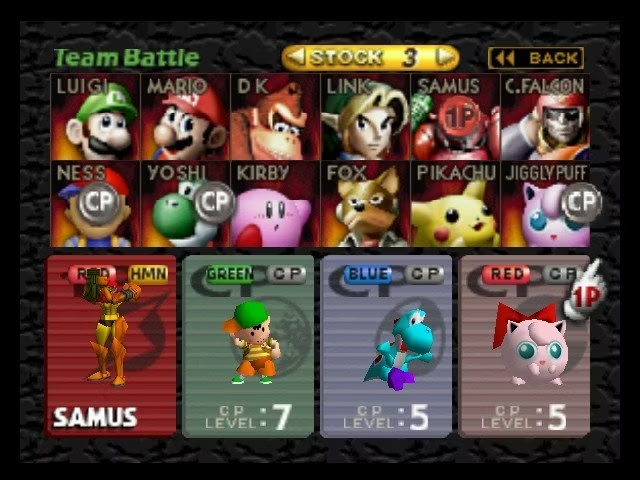 Team Battle STOCK 3 BACK
LUIGI MARIO DK LINK SAMUS C.FALCON
1P
NESS YOSHI KIRBY FOX PIKACHU JIGGLYPUFF
CP CP CP
RED HMN GREEN CP BLUE CP RED CP
1P
SAMUS
CP LEVEL:7 CP LEVEL:5 CP LEVEL:5